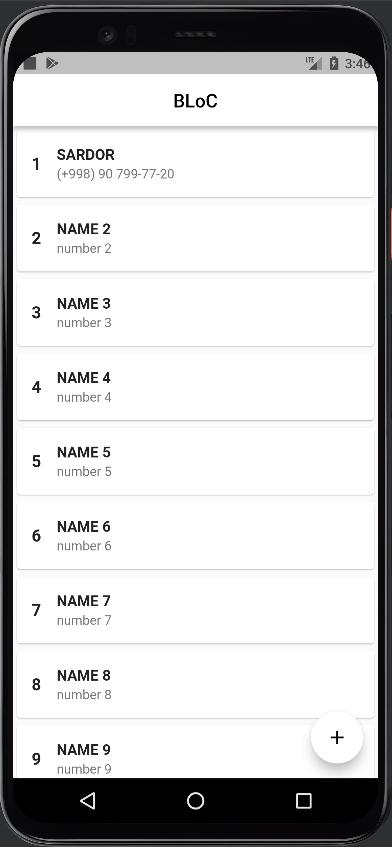 LTE 3:46
BLoC
1
SARDOR
(+998) 90 799-77-20
2
NAME 2
number 2
3
NAME 3
number 3
4
NAME 4
number 4
5
NAME 5
number 5
6
NAME 6
number 6
7
NAME 7
number 7
8
NAME 8
number 8
9
NAME 9
number 9
+